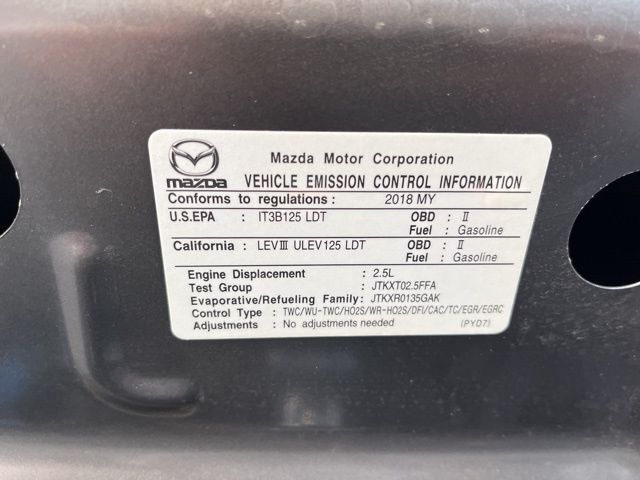 Mazda Motor Corporation
mazda VEHICLE EMISSION CONTROL INFORMATION
Conforms to regulations : 2018 MY
U.S.EPA : IT3B125 LDT OBD : II
Fuel : Gasoline
California : LEVIII ULEV125 LDT OBD : II
Fuel : Gasoline
Engine Displacement : 2.5L
Test Group : JTKXT02.5FFA
Evaporative/Refueling Family: JTKXR0135GAK
Control Type : TWC/WU-TWC/HO2S/WR-HO2S/DFI/CAC/TC/EGR/EGRC
Adjustments : No adjustments needed (PYD7)